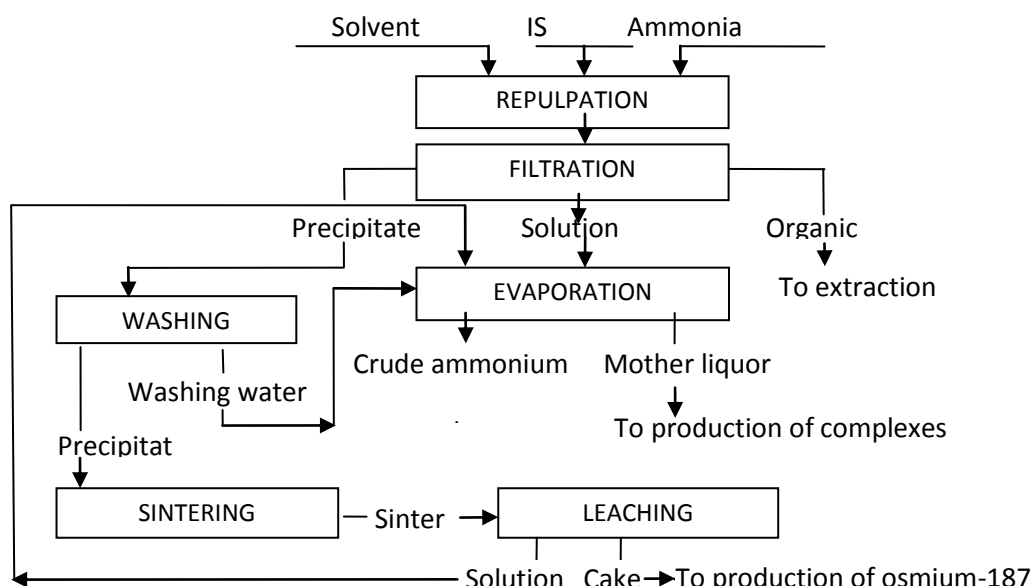 Solvent IS Ammonia
REPULPATION
FILTRATION
Precipitate Solution Organic
To extraction
EVAPORATION
WASHING
Crude ammonium Mother liquor
Washing water
To production of complexes
Precipitat
SINTERING Sinter LEACHING
Solution Cake To production of osmium-187